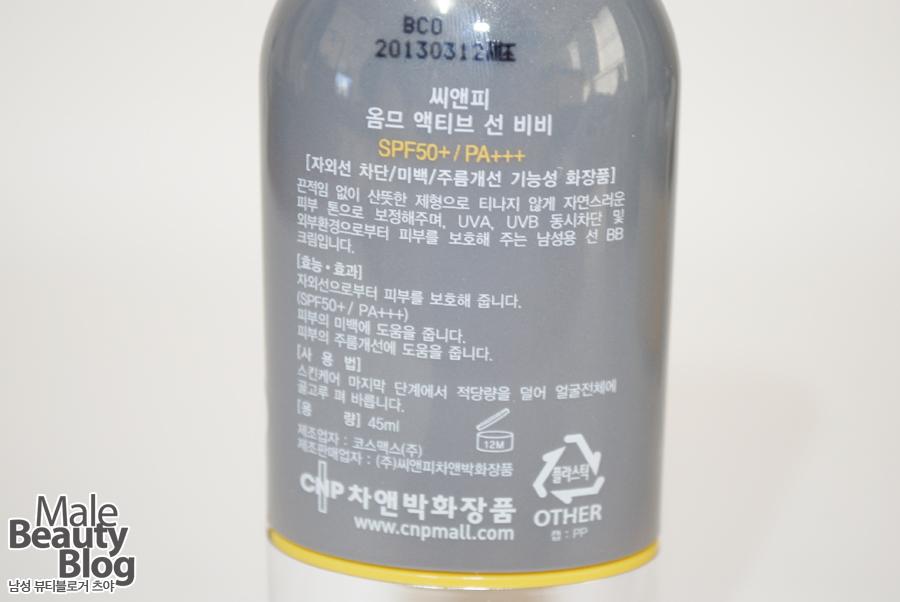 BCO
20130312제조
씨앤피
옴므 액티브 선 비비
SPF50+ / PA+++
[자외선 차단/미백/주름개선 기능성 화장품]
끈적임 없이 산뜻한 제형으로 티나지 않게 자연스러운
피부 톤으로 보정해주며, UVA, UVB 동시차단 및
외부환경으로부터 피부를 보호해 주는 남성용 선 BB
크림입니다.
[효능·효과]
자외선으로부터 피부를 보호해 줍니다.
(SPF50+ / PA+++)
피부의 미백에 도움을 줍니다.
피부의 주름개선에 도움을 줍니다.
[사 용 법]
스킨케어 마지막 단계에서 적당량을 덜어 얼굴전체에
골고루 펴 바릅니다.
[용 량] 45ml
제조업자 : 코스맥스(주)
제조판매업자 : (주)씨앤피차앤박화장품
12M
플라스틱
OTHER
캡 : PP
CNP 차앤박화장품
www.cnpmall.com
Male
Beauty
Blog
남성 뷰티블로거 츠야